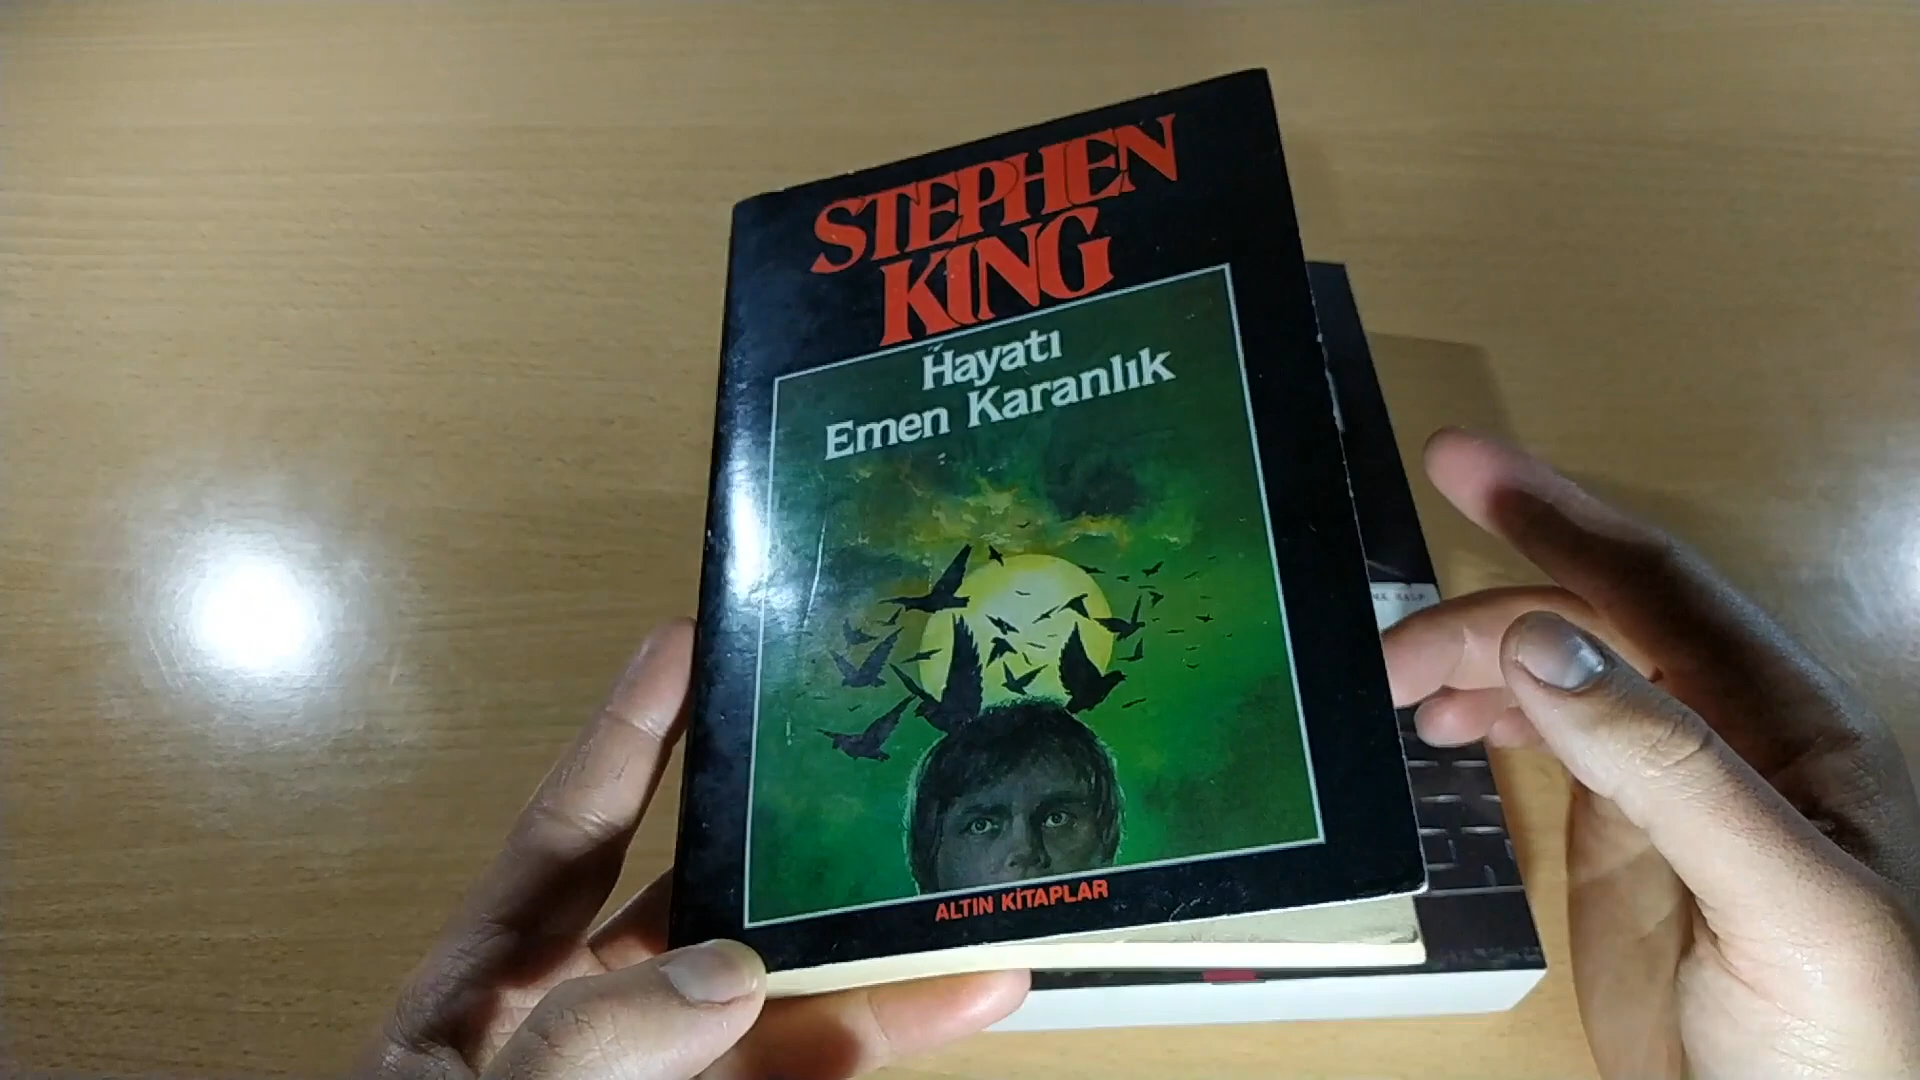 STEPHEN
KING
Hayatı
Emen Karanlık
ALTIN KİTAPLAR